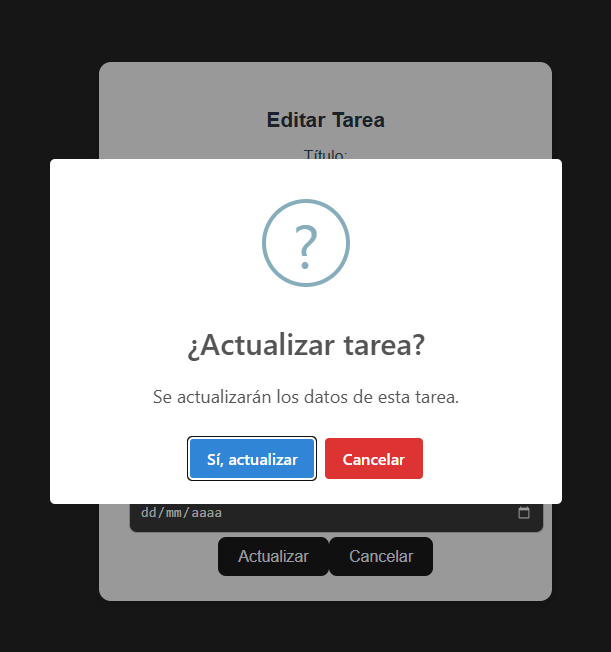 Editar Tarea
Título:
?
¿Actualizar tarea?
Se actualizarán los datos de esta tarea.
Sí, actualizar Cancelar
dd/mm/aaaa
Actualizar Cancelar